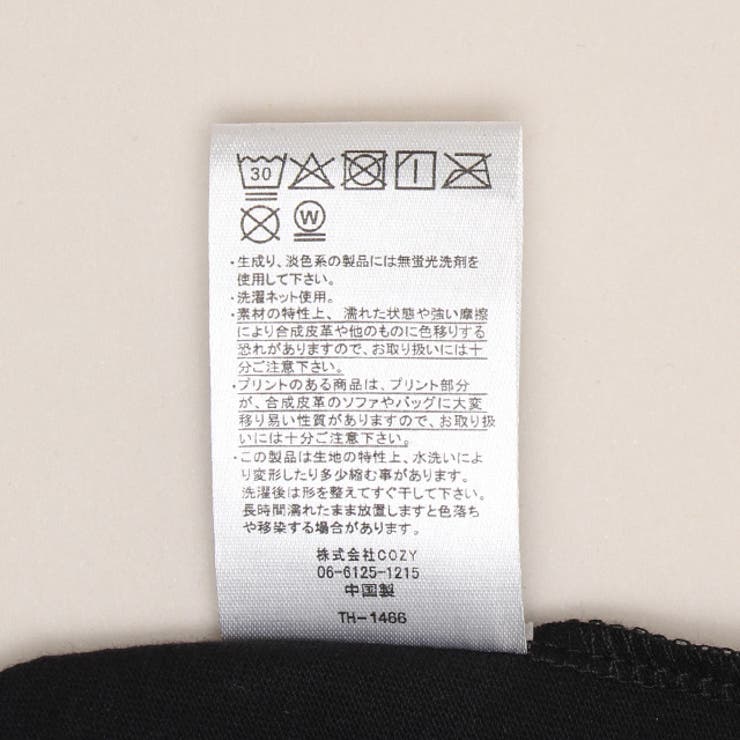 30
W
・生成り、淡色系の製品には無蛍光洗剤を
使用して下さい。
・洗濯ネット使用。
・素材の特性上、濡れた状態や強い摩擦
により合成皮革や他のものに色移りする
恐れがありますので、お取り扱いには十
分ご注意下さい。
・プリントのある商品は、プリント部分
が、合成皮革のソファやバッグに大変
移り易い性質がありますので、お取り扱
いには十分ご注意下さい。
・この製品は生地の特性上、水洗いによ
り変形したり多少縮む事があります。
洗濯後は形を整えてすぐ干して下さい。
長時間濡れたまま放置しますと色落ち
や移染する場合があります。
株式会社COZY
06-6125-1215
中国製
TH-1466